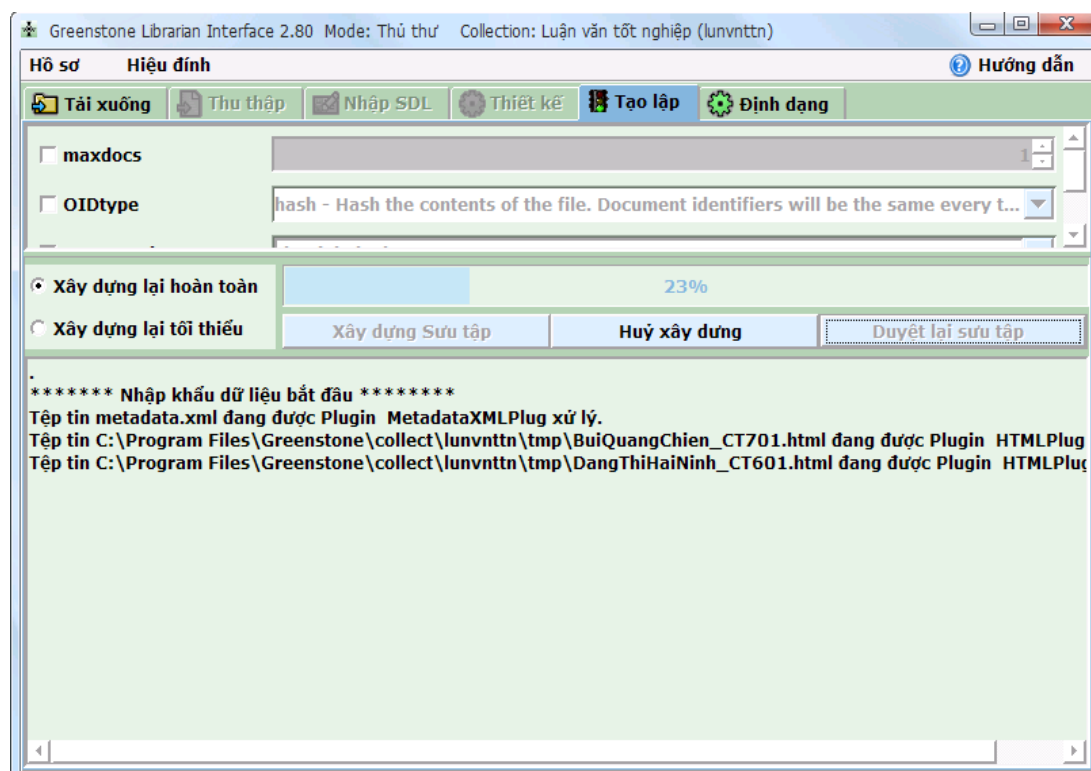 Greenstone Librarian Interface 2.80 Mode: Thủ thư Collection: Luận văn tốt nghiệp (lunvnttn)
Hồ sơ Hiệu đính Hướng dẫn
Tải xuống Thu thập Nhập SDL Thiết kế Tạo lập Định dạng
maxdocs 1
OIDtype hash - Hash the contents of the file. Document identifiers will be the same every t...
Xây dựng lại hoàn toàn 23%
Xây dựng lại tối thiểu Xây dựng Sưu tập Huỷ xây dưng Duyệt lại sưu tập
.
******* Nhập khẩu dữ liệu bắt đầu ********
Tệp tin metadata.xml đang được Plugin MetadataXMLPlug xử lý.
Tệp tin C:\Program Files\Greenstone\collect\lunvnttn\tmp\BuiQuangChien_CT701.html đang được Plugin HTMLPlug
Tệp tin C:\Program Files\Greenstone\collect\lunvnttn\tmp\DangThiHaiNinh_CT601.html đang được Plugin HTMLPlug